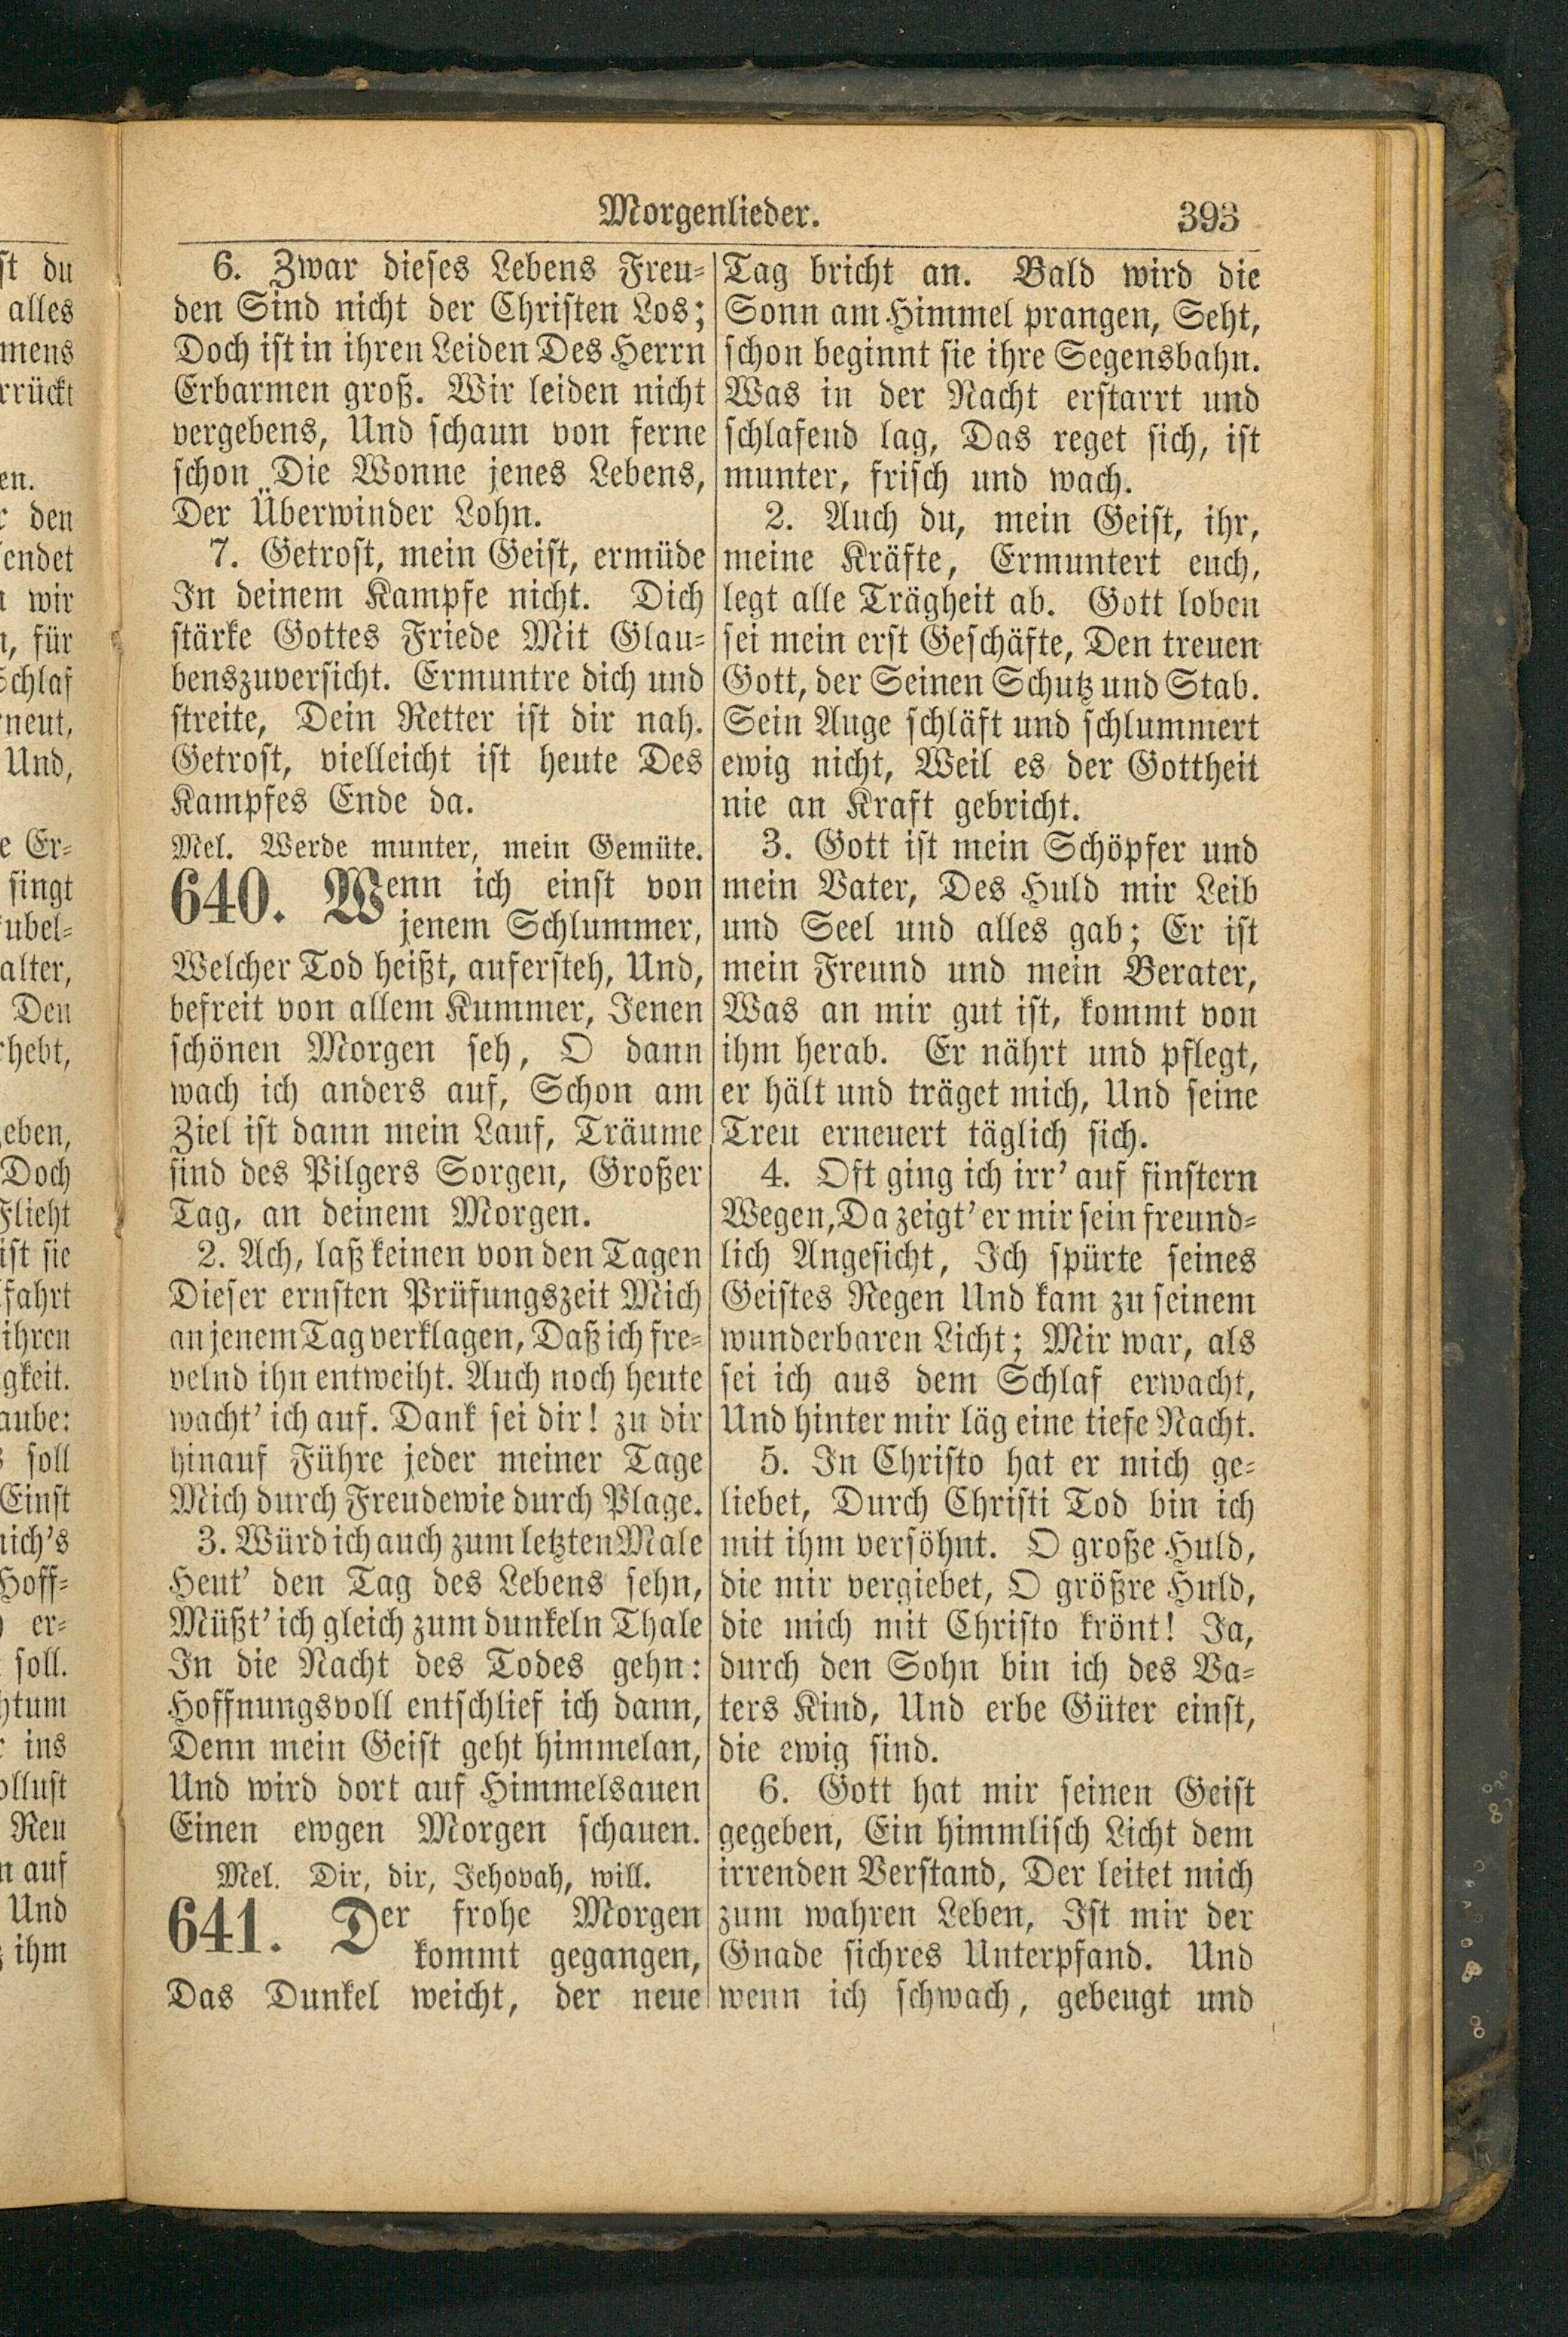 Morgenlieder. 393
6. Zwar dieses Lebens Freu-
den Sind nicht der Christen Los;
Doch ist in ihren Leiden Des Herrn
Erbarmen groß. Wir leiden nicht
vergebens, Und schaun von ferne
schon Die Wonne jenes Lebens,
Der Überwinder Lohn.
7. Getrost, mein Geist, ermüde
In deinem Kampfe nicht. Dich
stärke Gottes Friede Mit Glau-
benszuversicht. Ermuntre dich und
streite, Dein Retter ist dir nah.
Getrost, vielleicht ist heute Des
Kampfes Ende da.
Mel. Werde munter, mein Gemüte.
640. Wenn ich einst von
jenem Schlummer,
Welcher Tod heißt, aufersteh, Und,
befreit von allem Kummer, Jenen
schönen Morgen seh, O dann
wach ich anders auf, Schon am
Ziel ist dann mein Lauf, Träume
sind des Pilgers Sorgen, Großer
Tag, an deinem Morgen.
2. Ach, laß keinen von den Tagen
Dieser ernsten Prüfungszeit Mich
an jenem Tag verklagen, Daß ich fre-
velnd ihn entweiht. Auch noch heute
wacht' ich auf. Dank sei dir! zu dir
hinauf Führe jeder meiner Tage
Mich durch Freude wie durch Plage.
3. Würd ich auch zum letzten Male
Heut' den Tag des Lebens sehn,
Müßt' ich gleich zum dunkeln Thale
In die Nacht des Todes gehn:
Hoffnungsvoll entschlief ich dann,
Denn mein Geist geht himmelan,
Und wird dort auf Himmelsauen
Einen ewgen Morgen schauen.
Mel. Dir, dir, Jehovah, will.
641. Der frohe Morgen
kommt gegangen,
Das Dunkel weicht, der neue
Tag bricht an. Bald wird die
Sonn am Himmel prangen, Seht,
schon beginnt sie ihre Segensbahn.
Was in der Nacht erstarrt und
schlafend lag, Das reget sich, ist
munter, frisch und wach.
2. Auch du, mein Geist, ihr,
meine Kräfte, Ermuntert euch,
legt alle Trägheit ab. Gott loben
sei mein erst Geschäfte, Den treuen
Gott, der Seinen Schutz und Stab.
Sein Auge schläft und schlummert
ewig nicht, Weil es der Gottheit
nie an Kraft gebricht.
3. Gott ist mein Schöpfer und
mein Vater, Des Huld mir Leib
und Seel und alles gab; Er ist
mein Freund und mein Berater,
Was an mir gut ist, kommt von
ihm herab. Er nährt und pflegt,
er hält und träget mich, Und seine
Treu erneuert täglich sich.
4. Oft ging ich irr' auf finstern
Wegen, Da zeigt' er mir sein freund-
lich Angesicht, Ich spürte seines
Geistes Regen Und kam zu seinem
wunderbaren Licht; Mir war, als
sei ich aus dem Schlaf erwacht,
Und hinter mir läg eine tiefe Nacht.
5. In Christo hat er mich ge-
liebet, Durch Christi Tod bin ich
mit ihm versöhnt. O große Huld,
die mir vergiebet, O größre Huld,
die mich mit Christo krönt! Ja,
durch den Sohn bin ich des Va-
ters Kind, Und erbe Güter einst,
die ewig sind.
6. Gott hat mir seinen Geist
gegeben, Ein himmlisch Licht dem
irrenden Verstand, Der leitet mich
zum wahren Leben, Ist mir der
Gnade sichres Unterpfand. Und
wenn ich schwach, gebeugt und